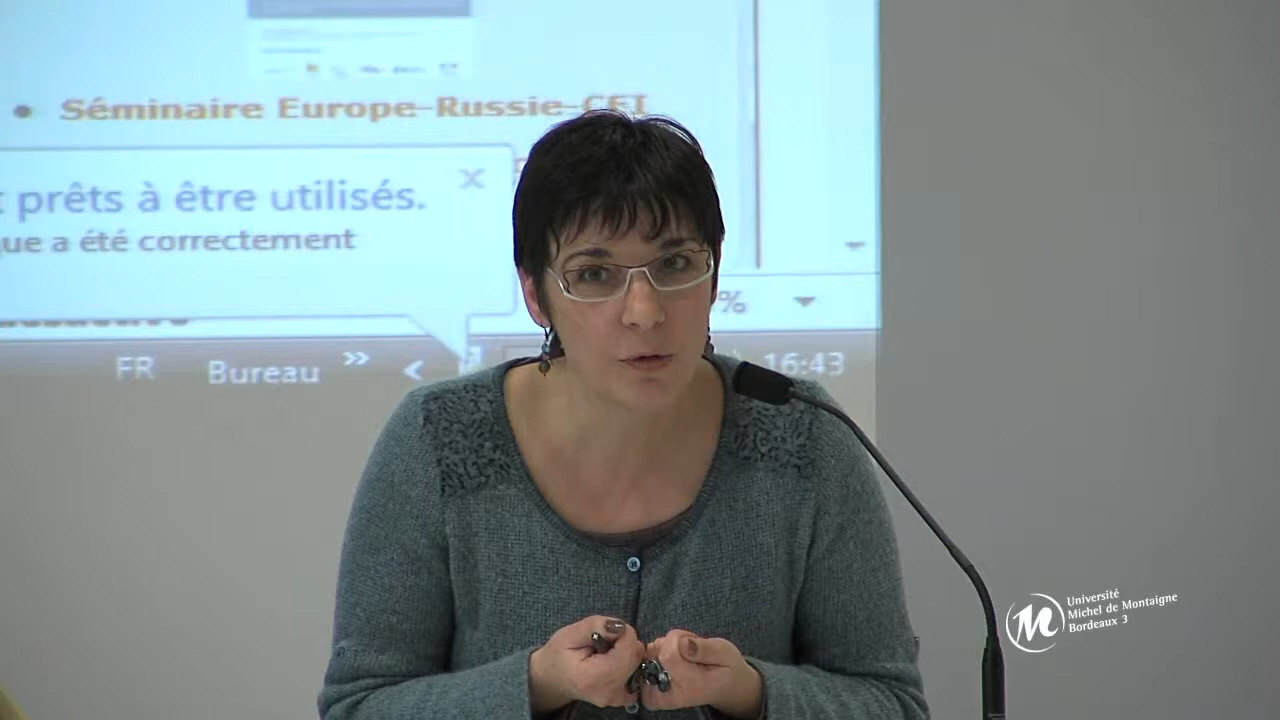 • Séminaire Europe-Russie-CEI
prêts à être utilisés.
que a été correctement
%
FR Bureau » < 16:43
Université
Michel de Montaigne
Bordeaux 3